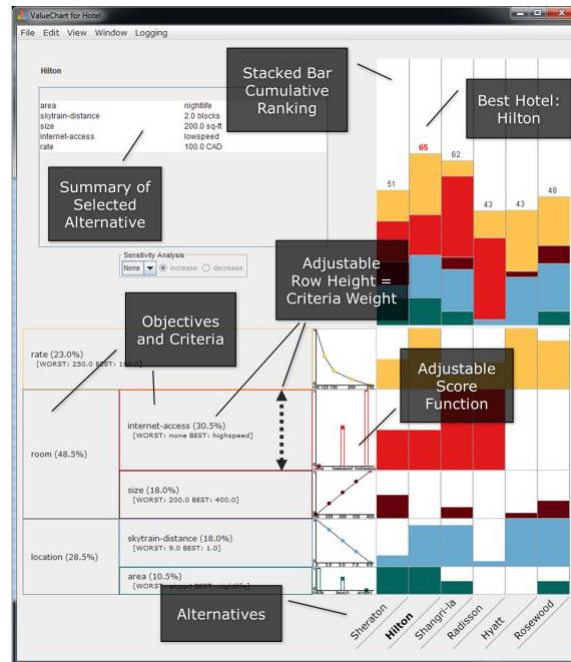 ValueChart for Hotel
File Edit View Window Logging
Hilton
area nightlife
skytrain-distance 2.0 blocks
size 200.0 sq-ft
internet-access lowspeed
rate 100.0 CAD
Summary of
Selected
Alternative
Stacked Bar
Cumulative
Ranking
Best Hotel:
Hilton
51
65
62
43
43
48
Sensitivity Analysis
None increase decrease
Adjustable
Row Height =
Criteria Weight
Objectives
and Criteria
Adjustable
Score
Function
rate (23.0%)
[WORST: 250.0 BEST: 100.0]
room (48.5%)
internet-access (30.5%)
[WORST: none BEST: highspeed]
lowspeed highspeed
size (18.0%)
[WORST: 200.0 BEST: 400.0]
location (28.5%)
skytrain-distance (18.0%)
[WORST: 9.0 BEST: 1.0]
area (10.5%)
Alternatives
Sheraton
Hilton
Shangri-la
Radisson
Hyatt
Rosewood